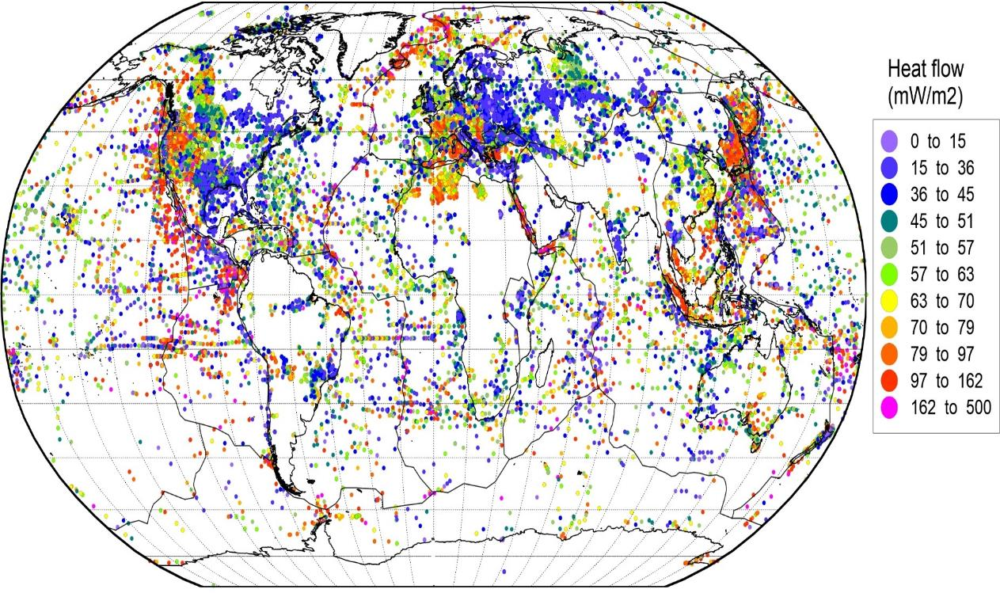 Heat flow
(mW/m2)
0 to 15
15 to 36
36 to 45
45 to 51
51 to 57
57 to 63
63 to 70
70 to 79
79 to 97
97 to 162
162 to 500